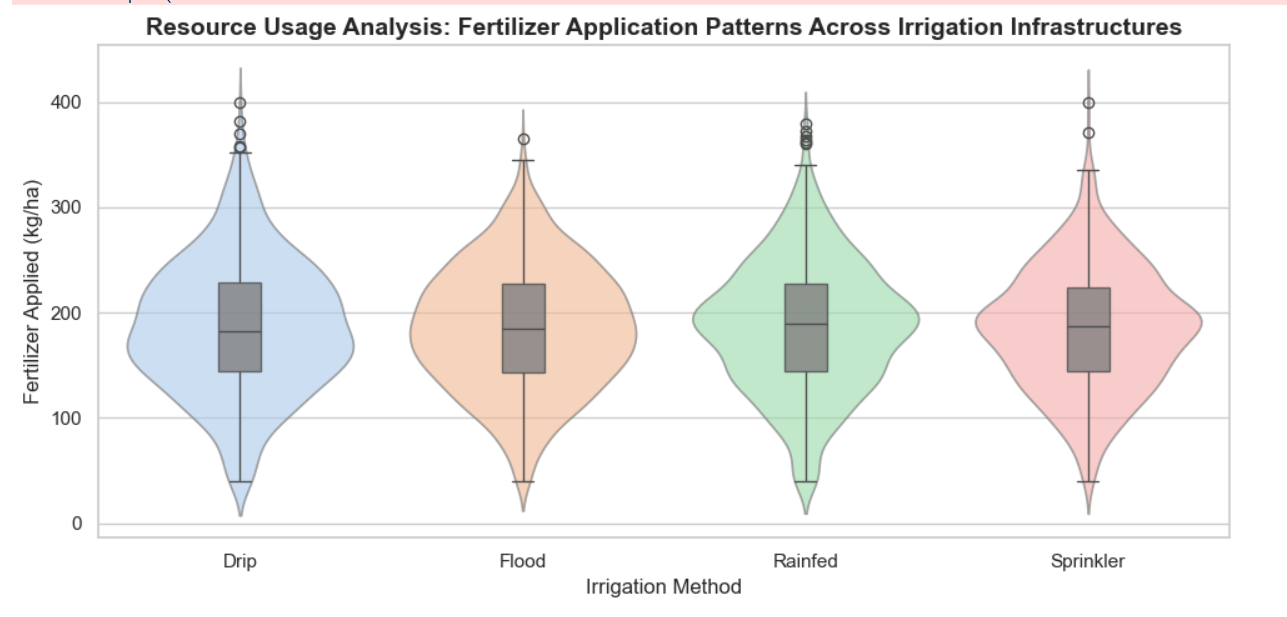 Resource Usage Analysis: Fertilizer Application Patterns Across Irrigation Infrastructures
Fertilizer Applied (kg/ha)
400
300
200
100
0
Drip
Flood
Rainfed
Sprinkler
Irrigation Method